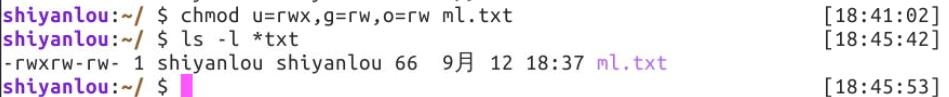 shiyanlou:~/ $ chmod u=rwx,g=rw,o=rw ml.txt [18:41:02]
shiyanlou:~/ $ ls -l *txt [18:45:42]
-rwxrw-rw- 1 shiyanlou shiyanlou 66  9月 12 18:37 ml.txt
shiyanlou:~/ $ [18:45:53]